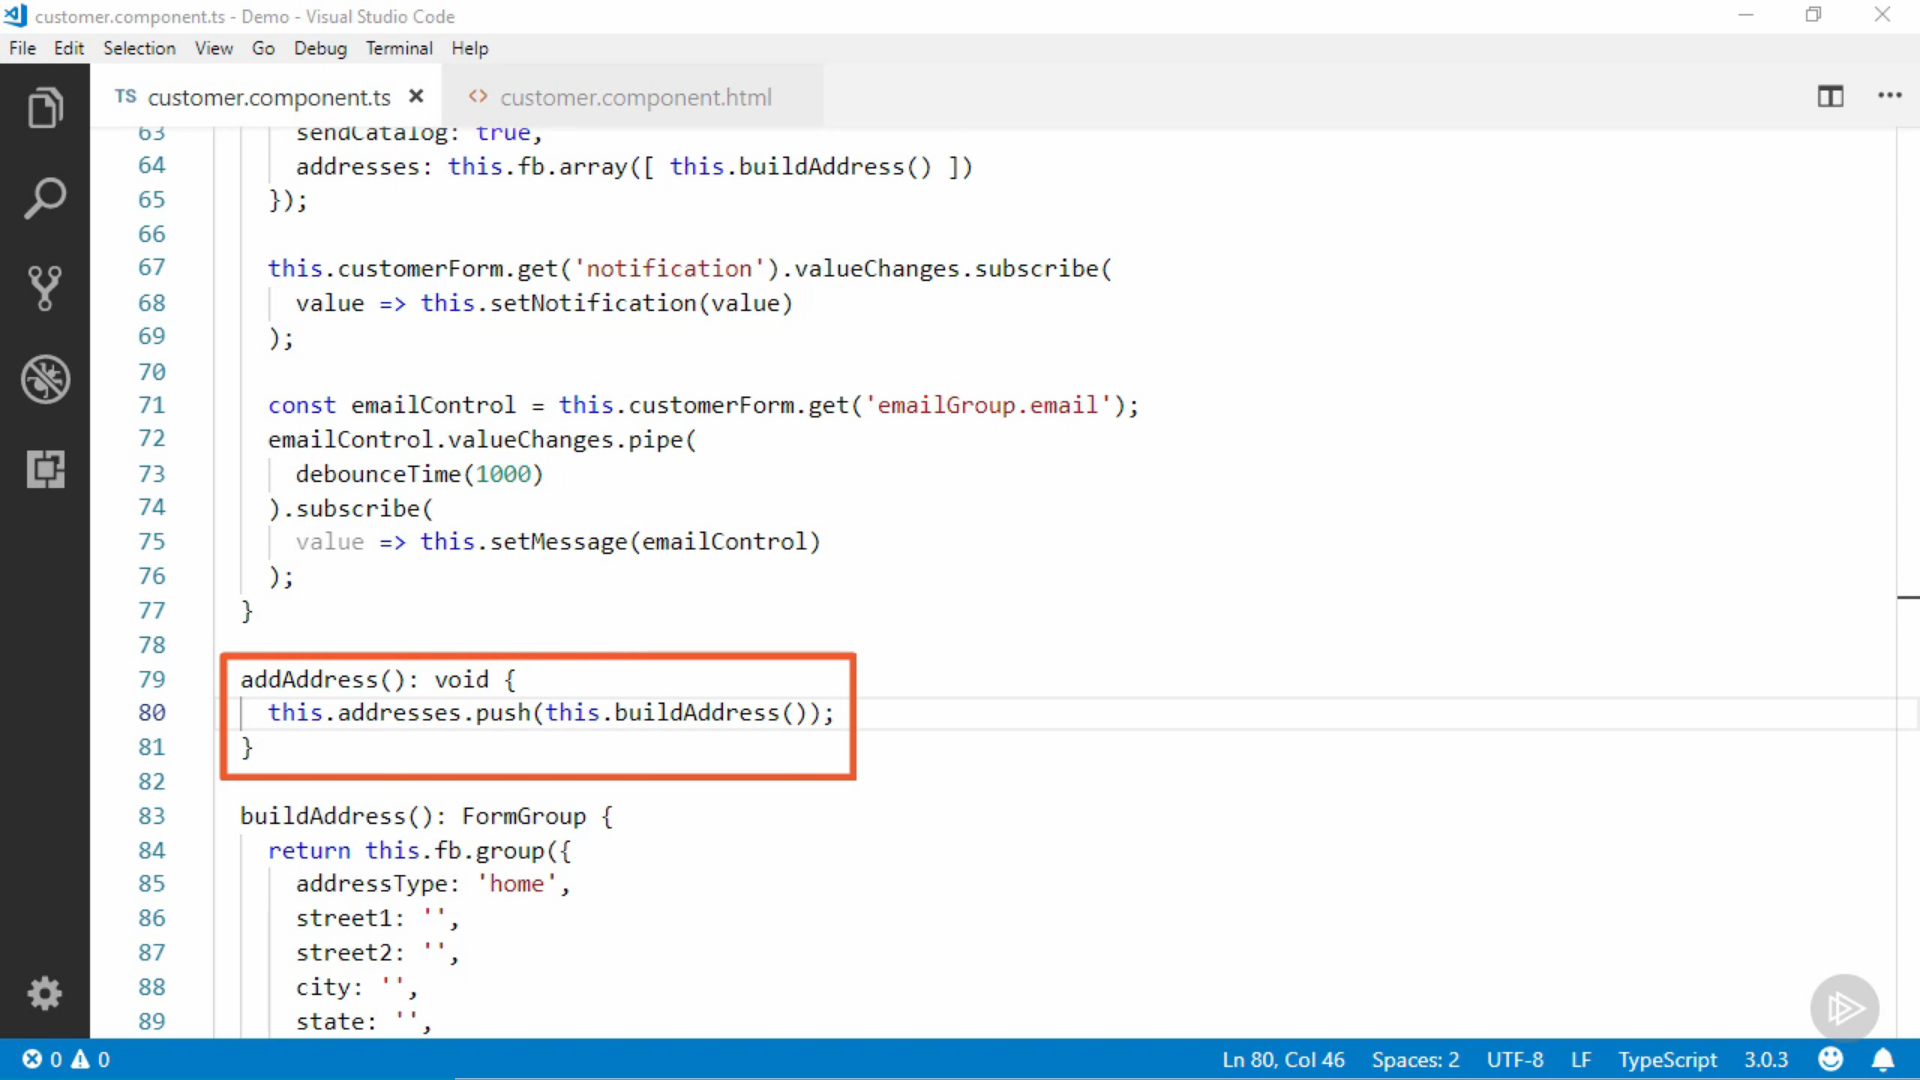 customer.component.ts - Demo - Visual Studio Code
File Edit Selection View Go Debug Terminal Help
TS customer.component.ts × <> customer.component.html
63 sendCatalog: true,
64 addresses: this.fb.array([ this.buildAddress() ])
65 });
66
67 this.customerForm.get('notification').valueChanges.subscribe(
68 value => this.setNotification(value)
69 );
70
71 const emailControl = this.customerForm.get('emailGroup.email');
72 emailControl.valueChanges.pipe(
73 debounceTime(1000)
74 ).subscribe(
75 value => this.setMessage(emailControl)
76 );
77 }
78
79 addAddress(): void {
80 this.addresses.push(this.buildAddress());
81 }
82
83 buildAddress(): FormGroup {
84 return this.fb.group({
85 addressType: 'home',
86 street1: '',
87 street2: '',
88 city: '',
89 state: '',
0 0 Ln 80, Col 46 Spaces: 2 UTF-8 LF TypeScript 3.0.3